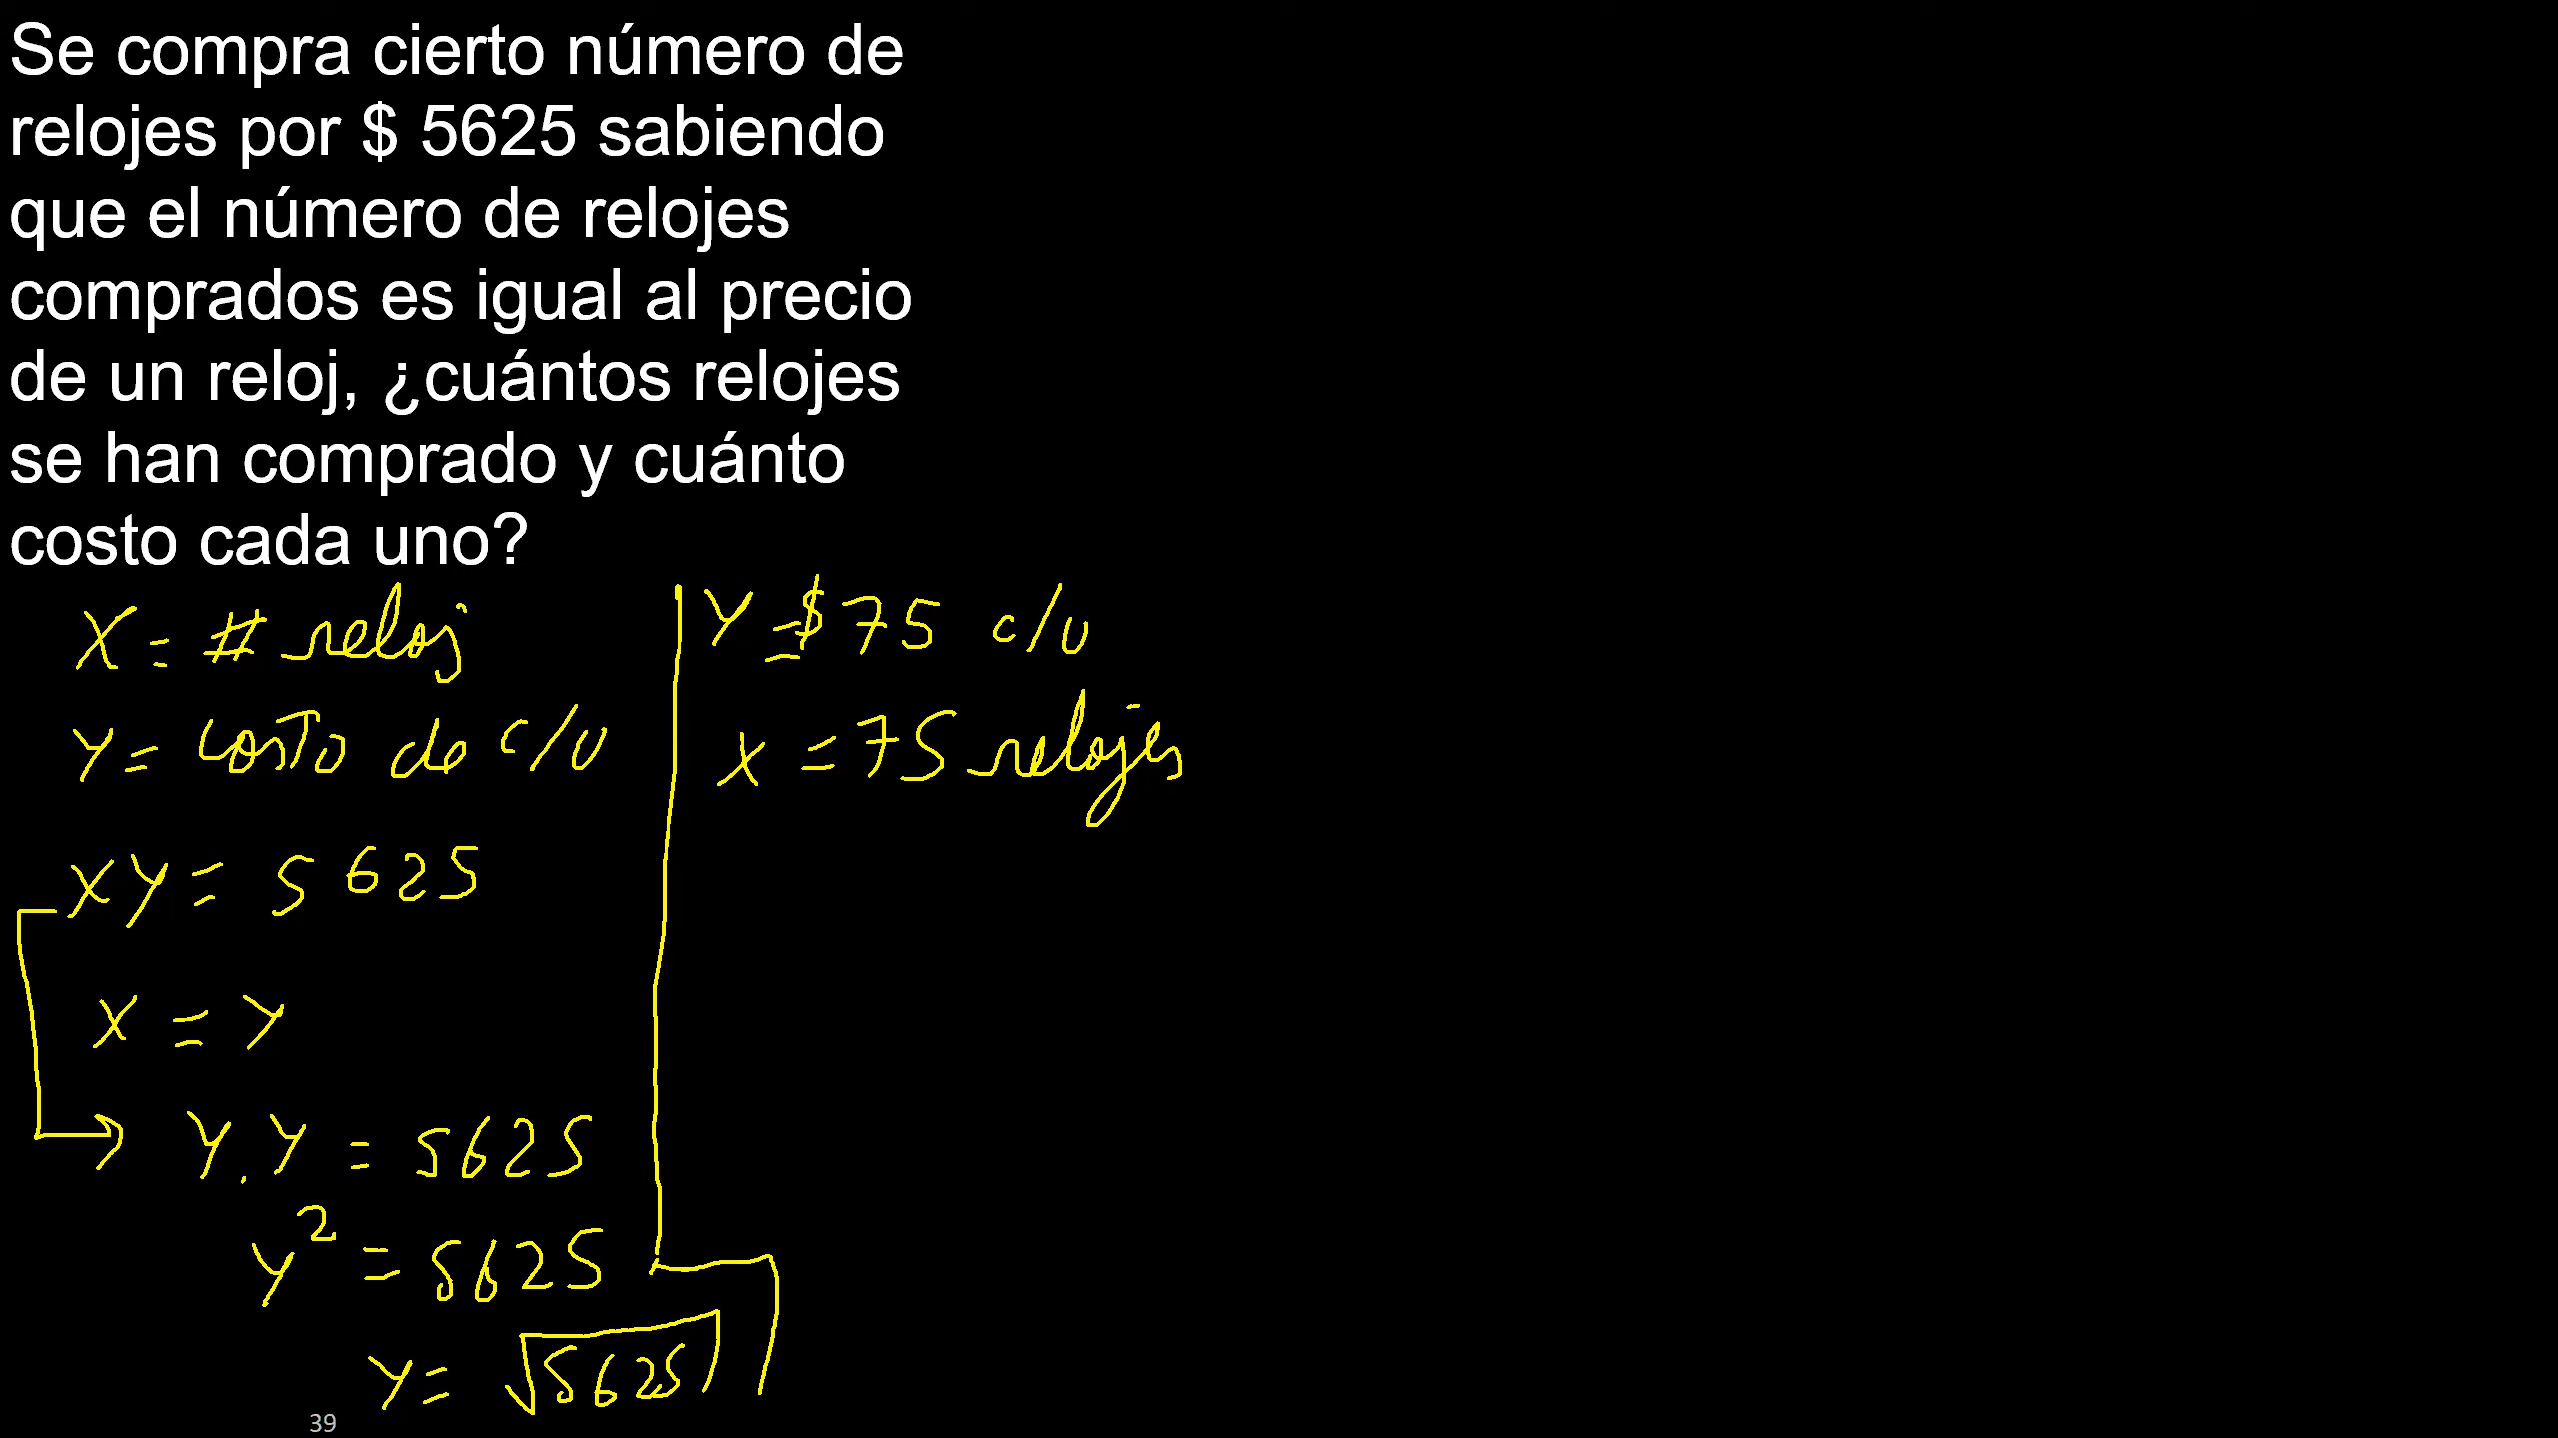 Se compra cierto número de
relojes por $ 5625 sabiendo
que el número de relojes
comprados es igual al precio
de un reloj, ¿cuántos relojes
se han comprado y cuánto
costo cada uno?
X = # reloj
Y = costo de c/u
XY = 5625
X = Y
Y.Y = 5625
Y² = 5625
Y = √5625
Y = $75 c/u
X = 75 relojes
39